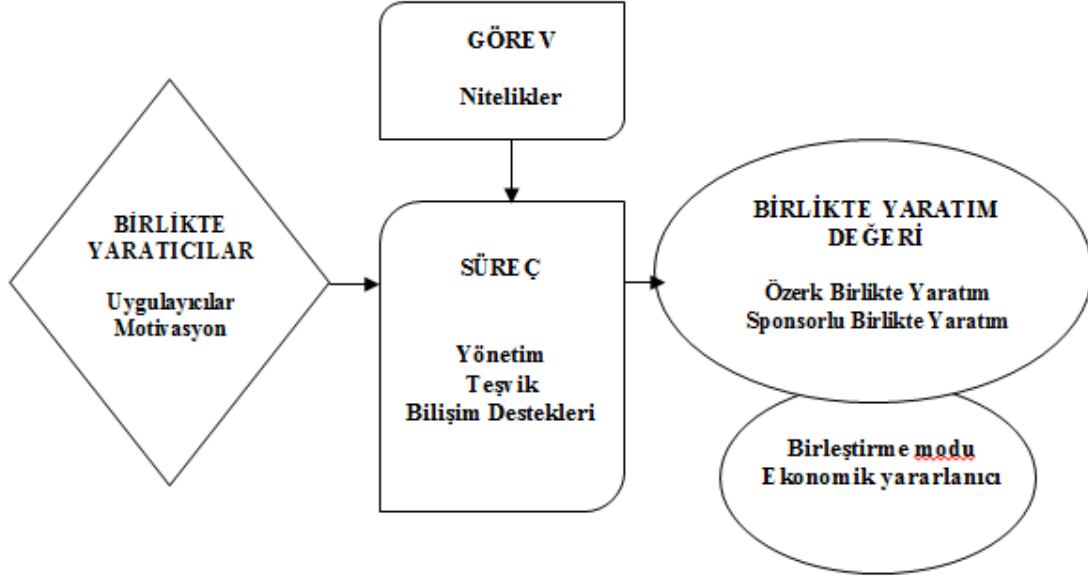 GÖREV
Nitelikler
BİRLİKTE
YARATICILAR
Uygulayıcılar
Motivasyon
SÜREÇ
Yönetim
Teşvik
Bilişim Destekleri
BİRLİKTE YARATIM
DEĞERİ
Özerk Birlikte Yaratım
Sponsorlu Birlikte Yaratım
Birleştirme modu
Ekonomik yararlanıcı